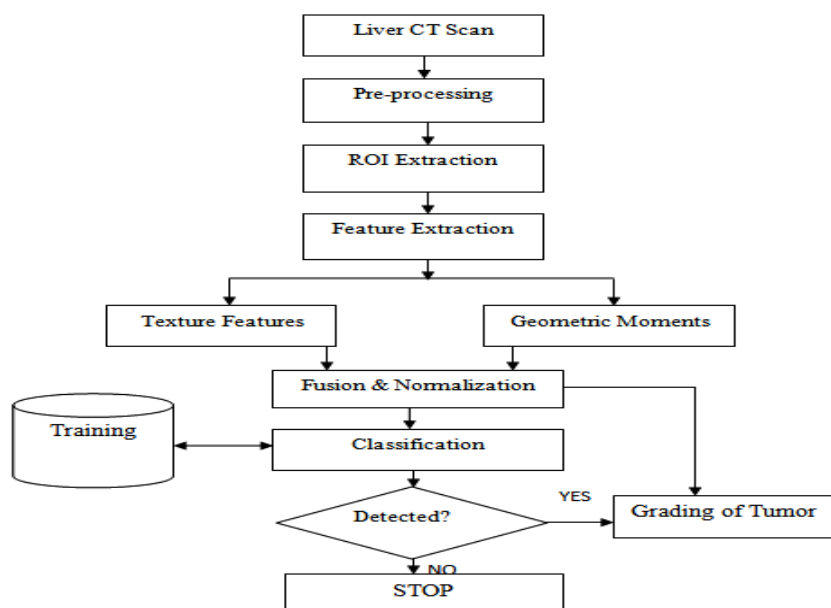 Liver CT Scan
Pre-processing
ROI Extraction
Feature Extraction
Texture Features
Geometric Moments
Fusion & Normalization
Training
Classification
Detected?
YES
Grading of Tumor
NO
STOP